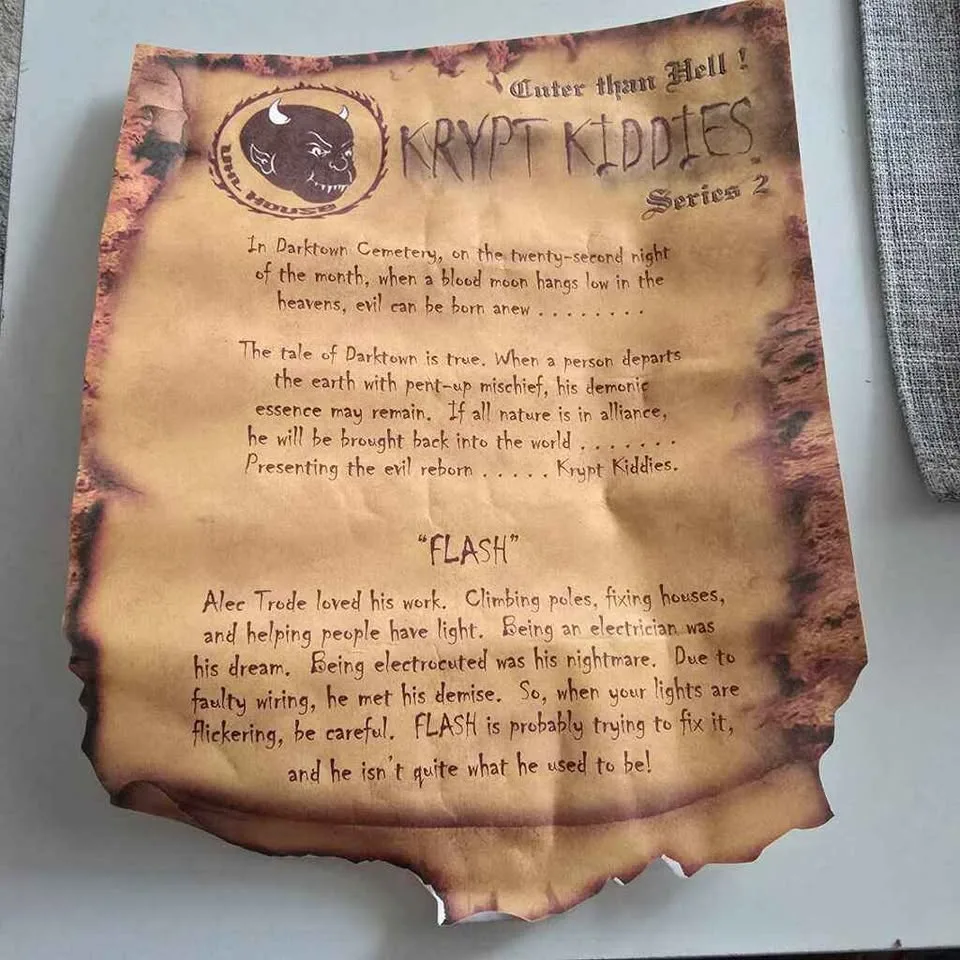 Cuter than Hell !
UHL HOUSE
KRYPT KIDDIES
Series 2
In Darktown Cemetery, on the twenty-second night
of the month, when a blood moon hangs low in the
heavens, evil can be born anew . . . . . . . .
The tale of Darktown is true. When a person departs
the earth with pent-up mischief, his demonic
essence may remain. If all nature is in alliance,
he will be brought back into the world . . . . . . .
Presenting the evil reborn . . . . . Krypt Kiddies.
"FLASH"
Alec Trode loved his work. Climbing poles, fixing houses,
and helping people have light. Being an electrician was
his dream. Being electrocuted was his nightmare. Due to
faulty wiring, he met his demise. So, when your lights are
flickering, be careful. FLASH is probably trying to fix it,
and he isn't quite what he used to be!